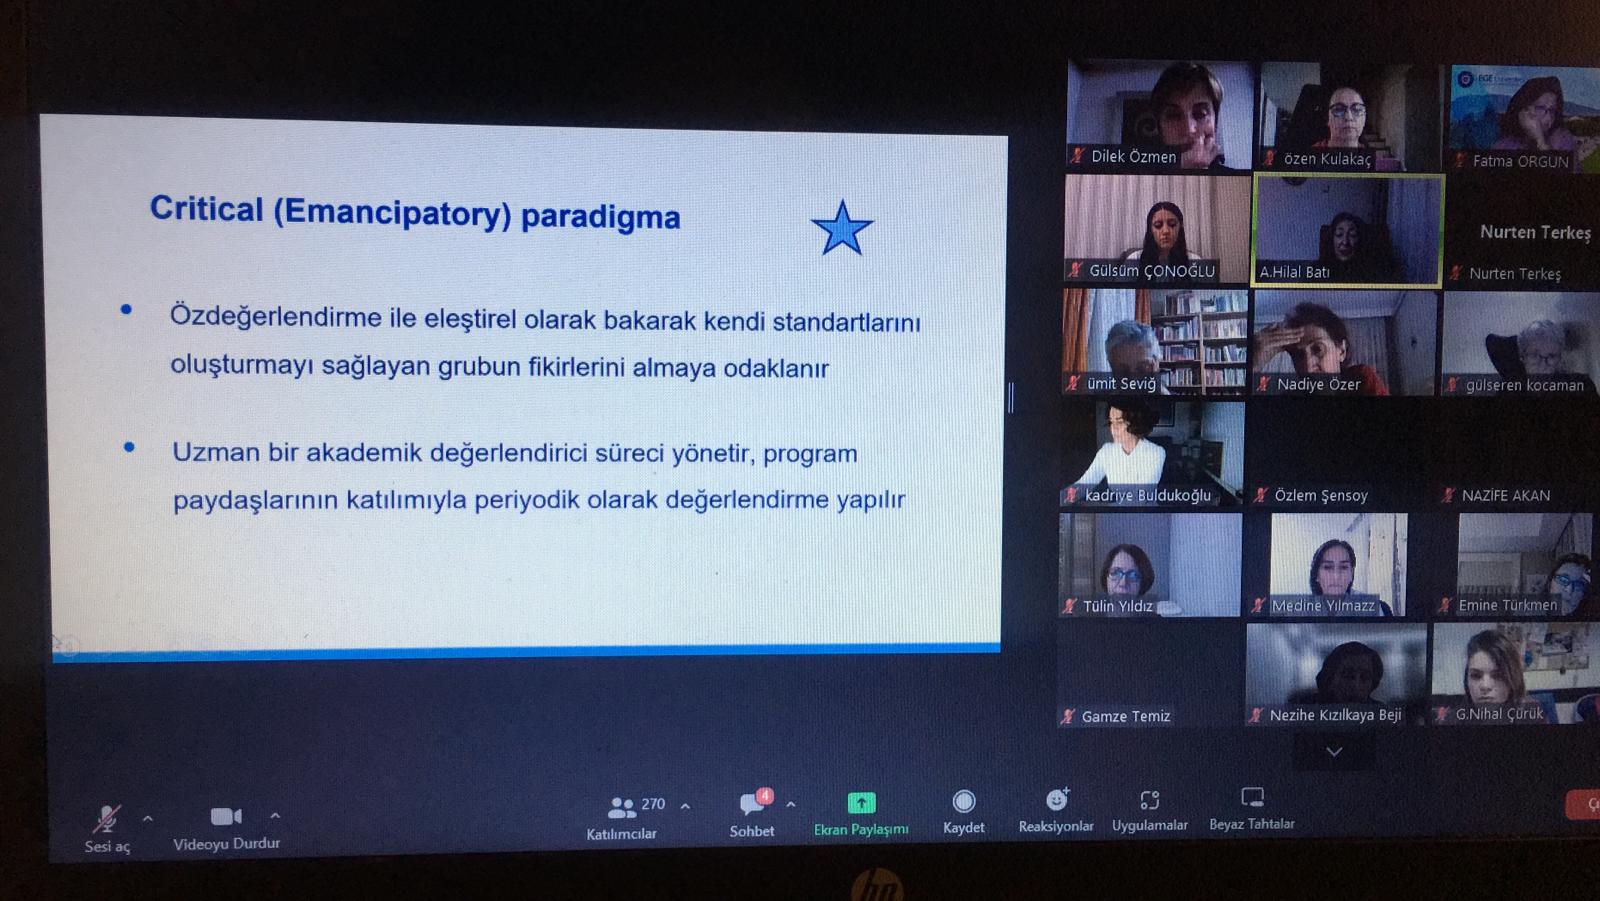 Critical (Emancipatory) paradigma
• Özdeğerlendirme ile eleştirel olarak bakarak kendi standartlarını
oluşturmayı sağlayan grubun fikirlerini almaya odaklanır
• Uzman bir akademik değerlendirici süreci yönetir, program
paydaşlarının katılımıyla periyodik olarak değerlendirme yapılır
Dilek Özmen
özen Kulakaç
EGE
Fatma ORGUN
Gülsüm ÇONOĞLU
A.Hilal Batı
Nurten Terkeş
Nurten Terkeş
ümit Seviğ
Nadiye Özer
gülseren kocaman
kadriye Buldukoğlu
Özlem Şensoy
NAZİFE AKAN
Tülin Yıldız
Medine Yılmazz
Emine Türkmen
Gamze Temiz
Nezihe Kızılkaya Beji
G.Nihal Çürük
Sesi aç
Videoyu Durdur
270
Katılımcılar
4
Sohbet
Ekran Paylaşımı
Kaydet
Reaksiyonlar
Uygulamalar
Beyaz Tahtalar
hp